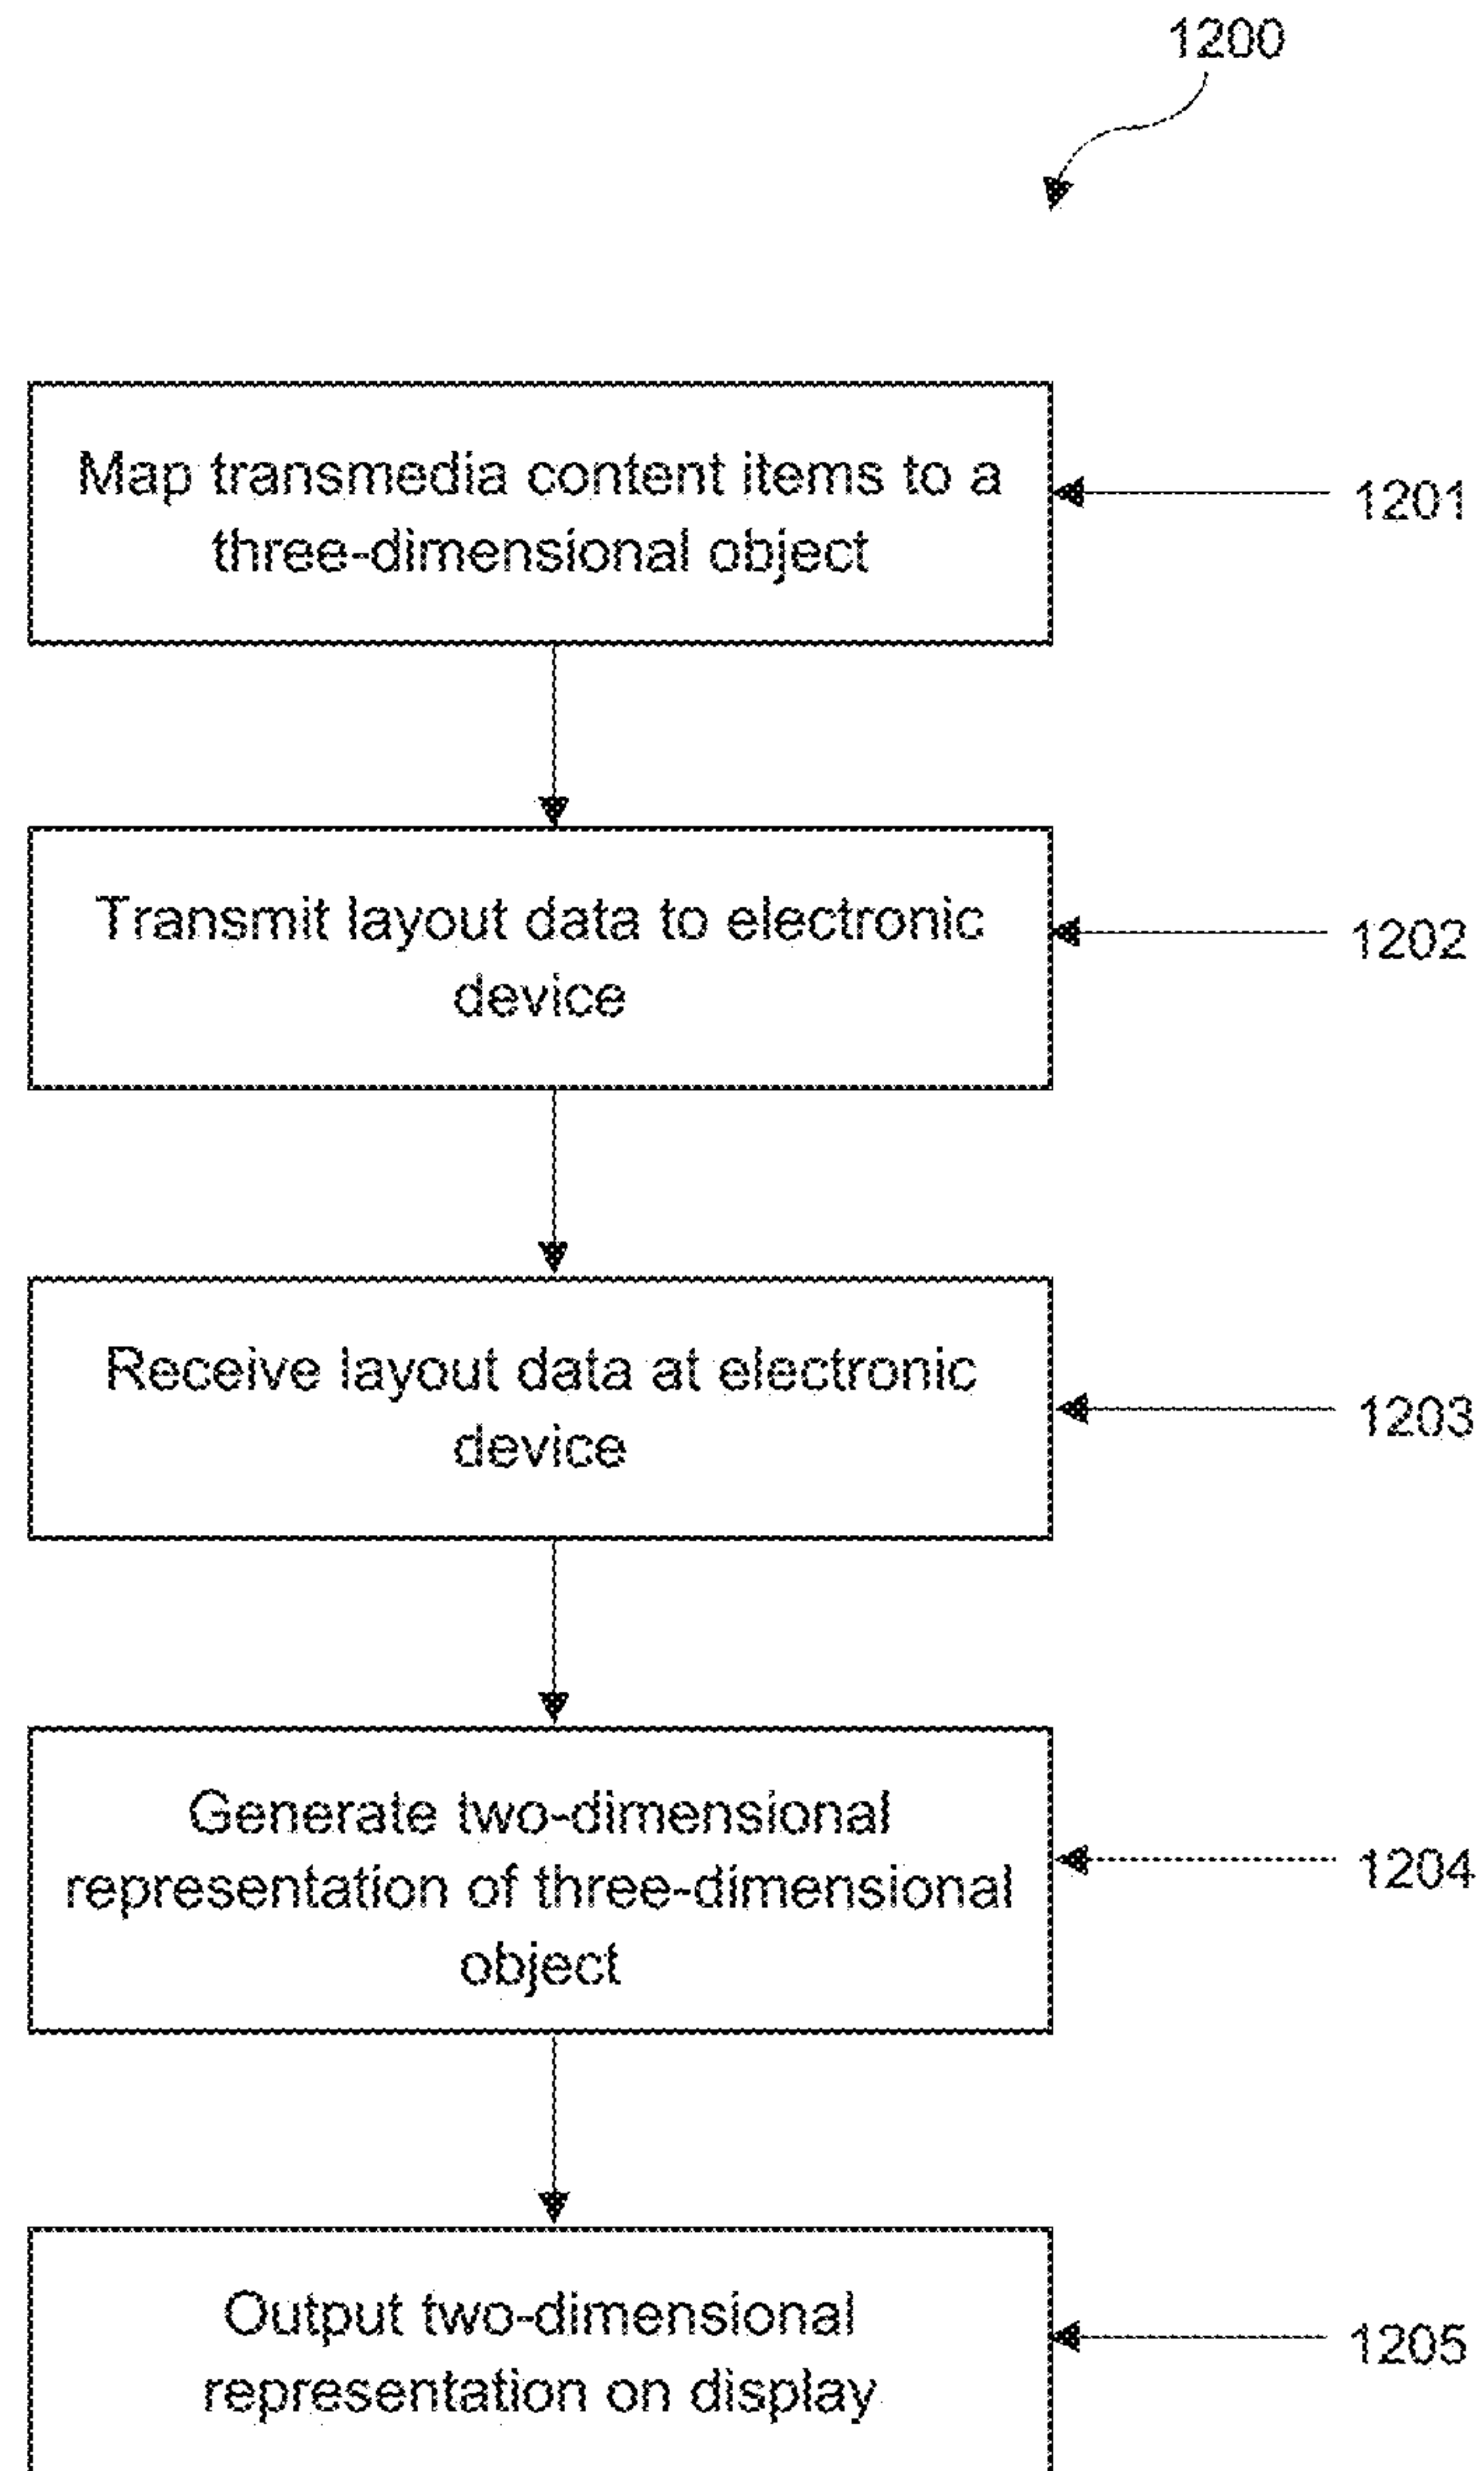 1200
Map transmedia content items to a
three-dimensional object
1201
Transmit layout data to electronic
device
1202
Receive layout data at electronic
device
1203
Generate two-dimensional
representation of three-dimensional
object
1204
Output two-dimensional
representation on display
1205